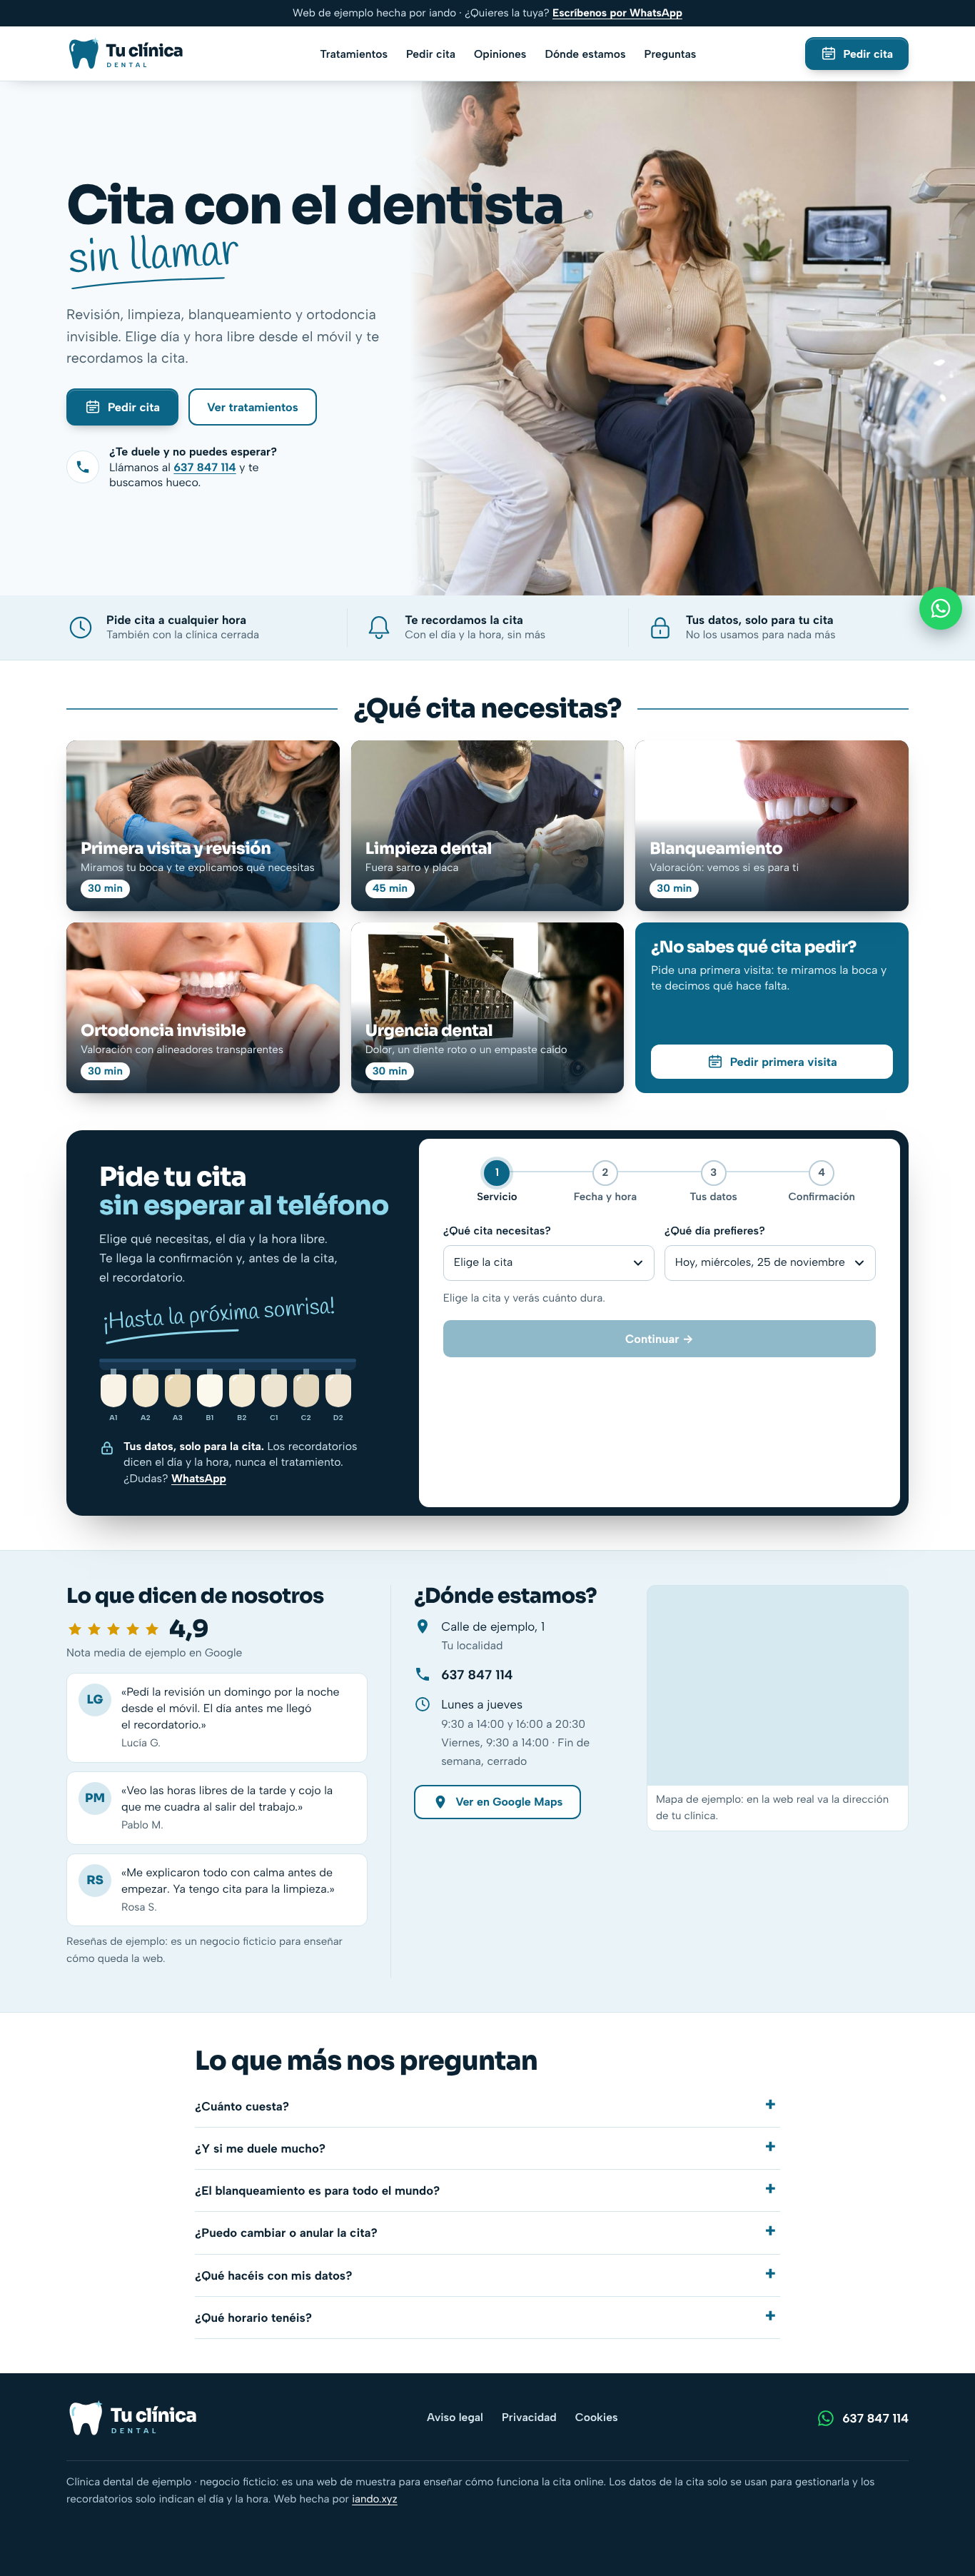 Web de ejemplo hecha por iando · ¿Quieres la tuya? Escríbenos por WhatsApp
Tu clínica
DENTAL
Tratamientos
Pedir cita
Opiniones
Dónde estamos
Preguntas
Pedir cita
Cita con el dentista
sin llamar
Revisión, limpieza, blanqueamiento y ortodoncia
invisible. Elige día y hora libre desde el móvil y te
recordamos la cita.
Pedir cita
Ver tratamientos
¿Te duele y no puedes esperar?
Llámanos al 637 847 114 y te
buscamos hueco.
Pide cita a cualquier hora
También con la clínica cerrada
Te recordamos la cita
Con el día y la hora, sin más
Tus datos, solo para tu cita
No los usamos para nada más
¿Qué cita necesitas?
Primera visita y revisión
Miramos tu boca y te explicamos qué necesitas
30 min
Limpieza dental
Fuera sarro y placa
45 min
Blanqueamiento
Valoración: vemos si es para ti
30 min
Ortodoncia invisible
Valoración con alineadores transparentes
30 min
Urgencia dental
Dolor, un diente roto o un empaste caído
30 min
¿No sabes qué cita pedir?
Pide una primera visita: te miramos la boca y
te decimos qué hace falta.
Pedir primera visita
Pide tu cita
sin esperar al teléfono
Elige qué necesitas, el día y la hora libre.
Te llega la confirmación y, antes de la cita,
el recordatorio.
¡Hasta la próxima sonrisa!
A1 A2 A3 B1 B2 C1 C2 D2
Tus datos, solo para la cita. Los recordatorios
dicen el día y la hora, nunca el tratamiento.
¿Dudas? WhatsApp
1 2 3 4
Servicio
Fecha y hora
Tus datos
Confirmación
¿Qué cita necesitas?
Elige la cita
¿Qué día prefieres?
Hoy, miércoles, 25 de noviembre
Elige la cita y verás cuánto dura.
Continuar →
Lo que dicen de nosotros
4,9
Nota media de ejemplo en Google
LG
«Pedí la revisión un domingo por la noche
desde el móvil. El día antes me llegó
el recordatorio.»
Lucía G.
PM
«Veo las horas libres de la tarde y cojo la
que me cuadra al salir del trabajo.»
Pablo M.
RS
«Me explicaron todo con calma antes de
empezar. Ya tengo cita para la limpieza.»
Rosa S.
Reseñas de ejemplo: es un negocio ficticio para enseñar
cómo queda la web.
¿Dónde estamos?
Calle de ejemplo, 1
Tu localidad
637 847 114
Lunes a jueves
9:30 a 14:00 y 16:00 a 20:30
Viernes, 9:30 a 14:00 · Fin de
semana, cerrado
Ver en Google Maps
Mapa de ejemplo: en la web real va la dirección
de tu clínica.
Lo que más nos preguntan
¿Cuánto cuesta?
¿Y si me duele mucho?
¿El blanqueamiento es para todo el mundo?
¿Puedo cambiar o anular la cita?
¿Qué hacéis con mis datos?
¿Qué horario tenéis?
Tu clínica
DENTAL
Aviso legal
Privacidad
Cookies
637 847 114
Clínica dental de ejemplo · negocio ficticio: es una web de muestra para enseñar cómo funciona la cita online. Los datos de la cita solo se usan para gestionarla y los
recordatorios solo indican el día y la hora. Web hecha por iando.xyz